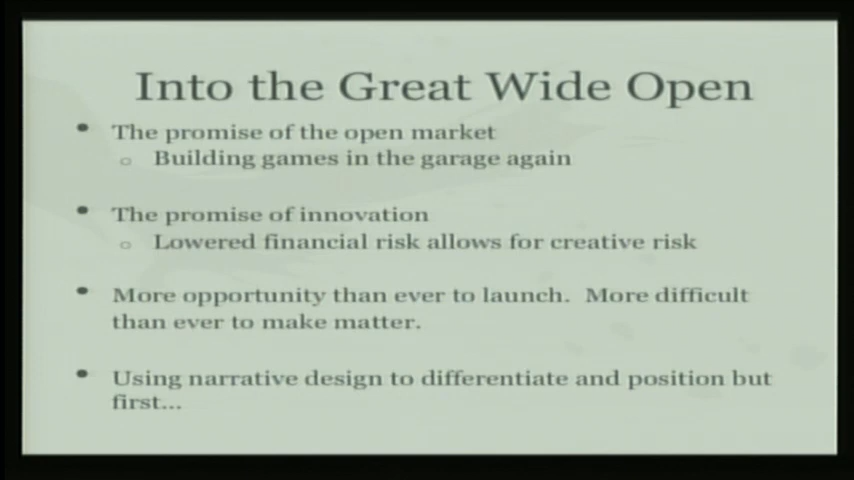 Into the Great Wide Open
• The promise of the open market
o Building games in the garage again
• The promise of innovation
o Lowered financial risk allows for creative risk
• More opportunity than ever to launch.  More difficult
than ever to make matter.
• Using narrative design to differentiate and position but
first...